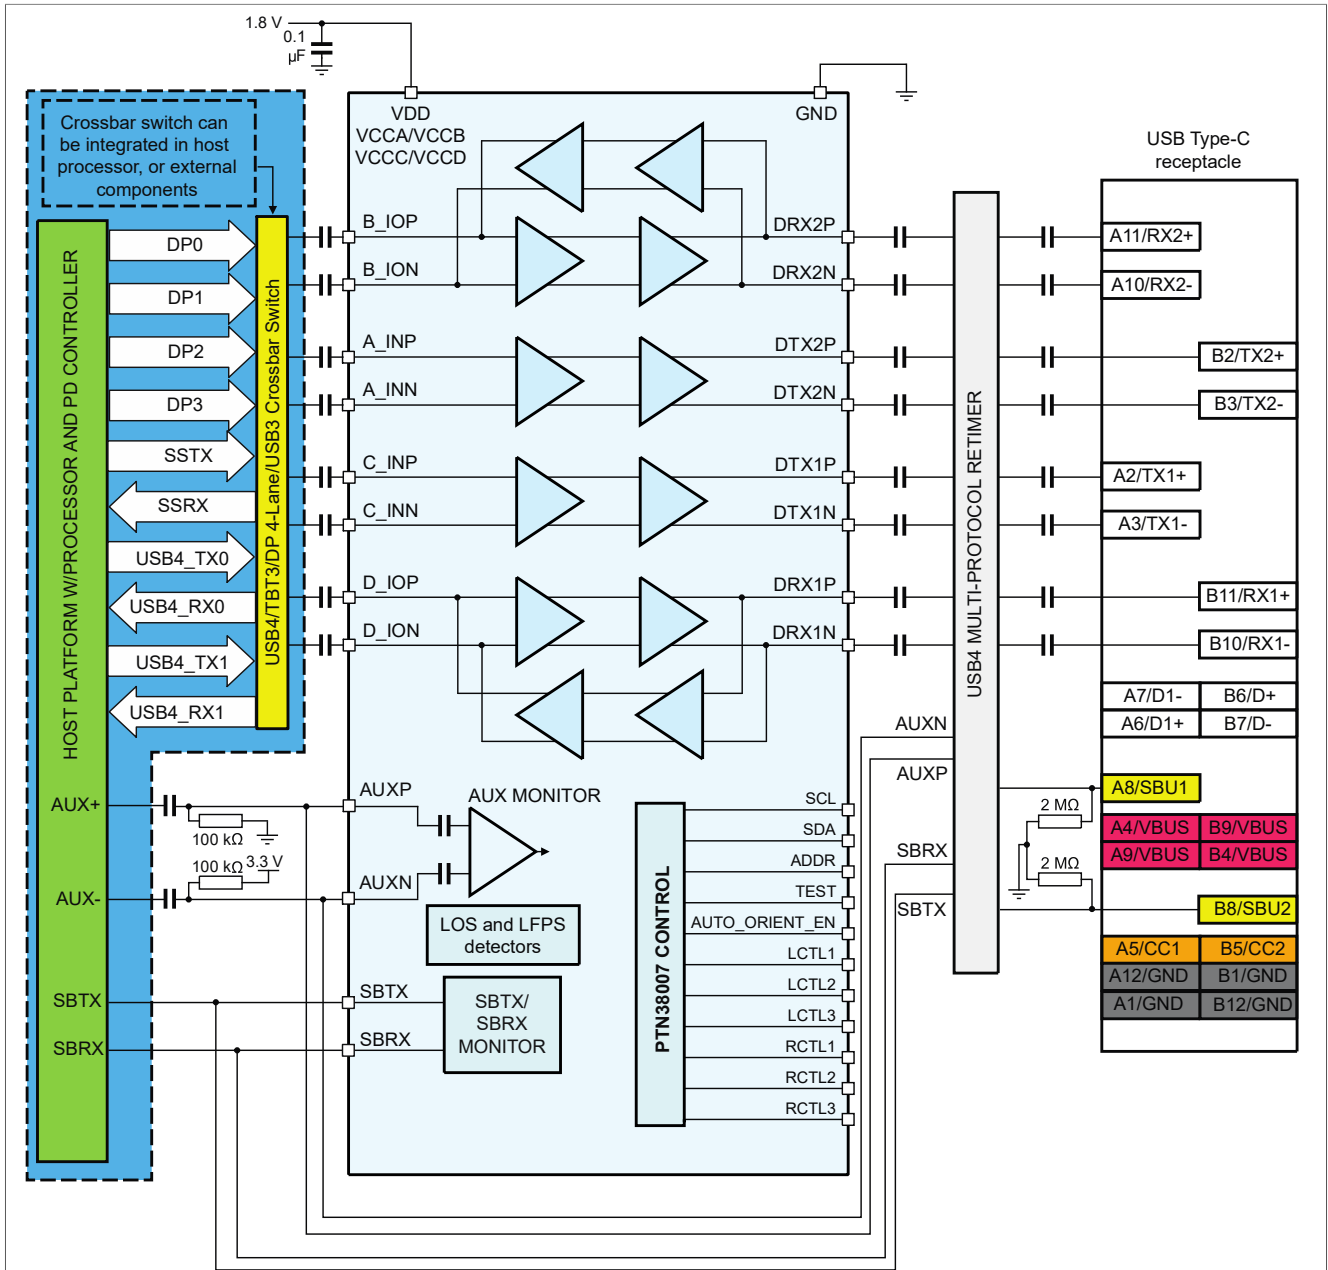 1.8 V
0.1
µF
Crossbar switch can
be integrated in host
processor, or external
components
HOST PLATFORM W/PROCESSOR AND PD CONTROLLER
DP0
DP1
DP2
DP3
SSTX
SSRX
USB4_TX0
USB4_RX0
USB4_TX1
USB4_RX1
USB4/TBT3/DP 4-Lane/USB3 Crossbar Switch
AUX+
AUX-
SBTX
SBRX
100 kΩ
100 kΩ
3.3 V
VDD
VCCA/VCCB
VCCC/VCCD
GND
B_IOP
B_ION
A_INP
A_INN
C_INP
C_INN
D_IOP
D_ION
DRX2P
DRX2N
DTX2P
DTX2N
DTX1P
DTX1N
DRX1P
DRX1N
AUXP
AUX MONITOR
AUXN
LOS and LFPS
detectors
SBTX
SBRX
SBTX/
SBRX
MONITOR
PTN38007 CONTROL
SCL
SDA
ADDR
TEST
AUTO_ORIENT_EN
LCTL1
LCTL2
LCTL3
RCTL1
RCTL2
RCTL3
AUXN
AUXP
SBRX
SBTX
USB4 MULTI-PROTOCOL RETIMER
2 MΩ
2 MΩ
USB Type-C
receptacle
A11/RX2+
A10/RX2-
B2/TX2+
B3/TX2-
A2/TX1+
A3/TX1-
B11/RX1+
B10/RX1-
A7/D1- B6/D+
A6/D1+ B7/D-
A8/SBU1
A4/VBUS B9/VBUS
A9/VBUS B4/VBUS
B8/SBU2
A5/CC1 B5/CC2
A12/GND B1/GND
A1/GND B12/GND